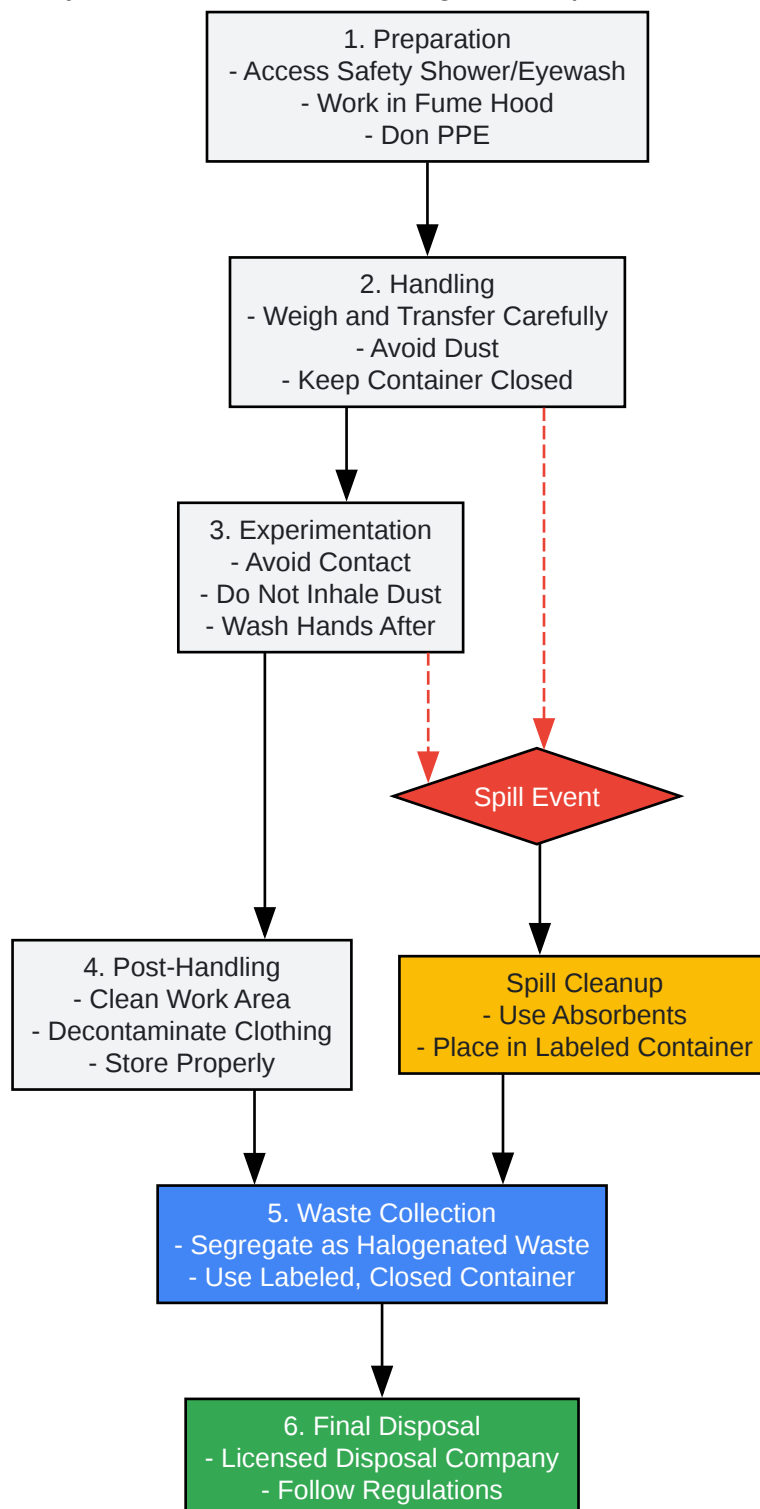 1. Preparation
- Access Safety Shower/Eyewash
- Work in Fume Hood
- Don PPE
2. Handling
- Weigh and Transfer Carefully
- Avoid Dust
- Keep Container Closed
3. Experimentation
- Avoid Contact
- Do Not Inhale Dust
- Wash Hands After
Spill Event
4. Post-Handling
- Clean Work Area
- Decontaminate Clothing
- Store Properly
Spill Cleanup
- Use Absorbents
- Place in Labeled Container
5. Waste Collection
- Segregate as Halogenated Waste
- Use Labeled, Closed Container
6. Final Disposal
- Licensed Disposal Company
- Follow Regulations